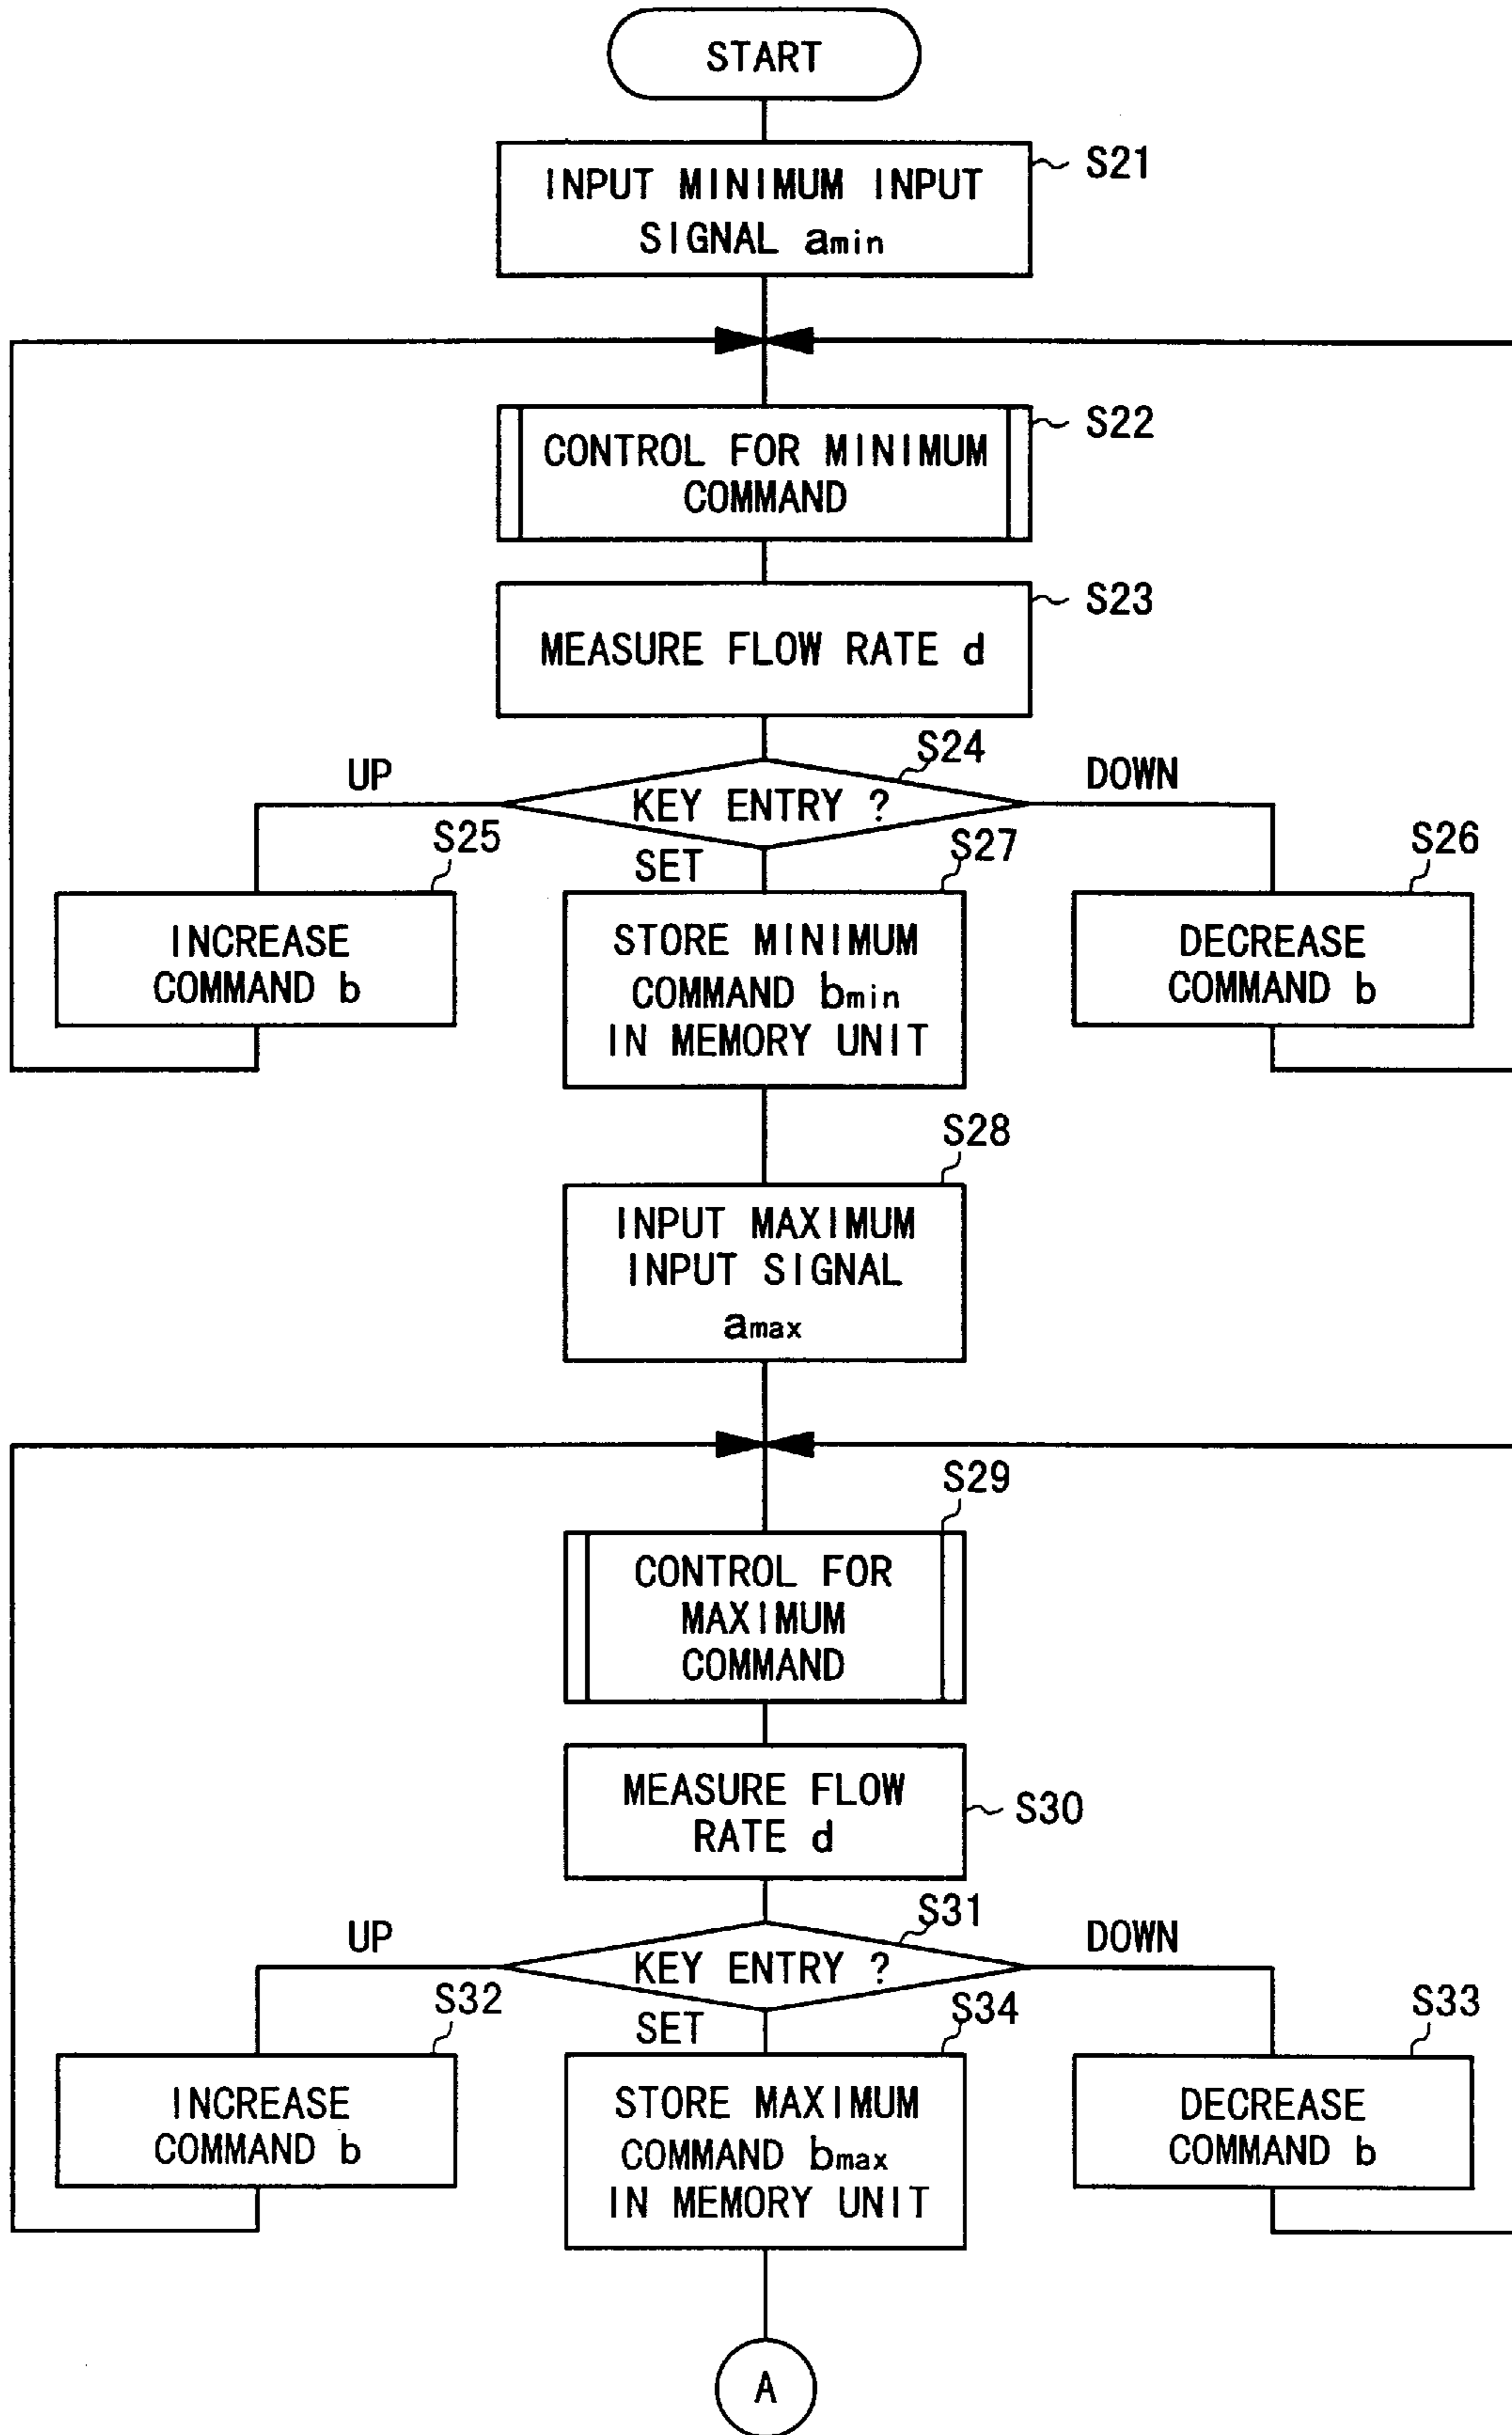 START
S21
INPUT MINIMUM INPUT
SIGNAL amin
S22
CONTROL FOR MINIMUM
COMMAND
S23
MEASURE FLOW RATE d
S24
UP
KEY ENTRY ?
DOWN
S25
SET
S27
S26
INCREASE
COMMAND b
STORE MINIMUM
COMMAND bmin
IN MEMORY UNIT
DECREASE
COMMAND b
S28
INPUT MAXIMUM
INPUT SIGNAL
amax
S29
CONTROL FOR
MAXIMUM
COMMAND
MEASURE FLOW
RATE d
S30
S31
UP
KEY ENTRY ?
DOWN
S32
SET
S34
S33
INCREASE
COMMAND b
STORE MAXIMUM
COMMAND bmax
IN MEMORY UNIT
DECREASE
COMMAND b
A